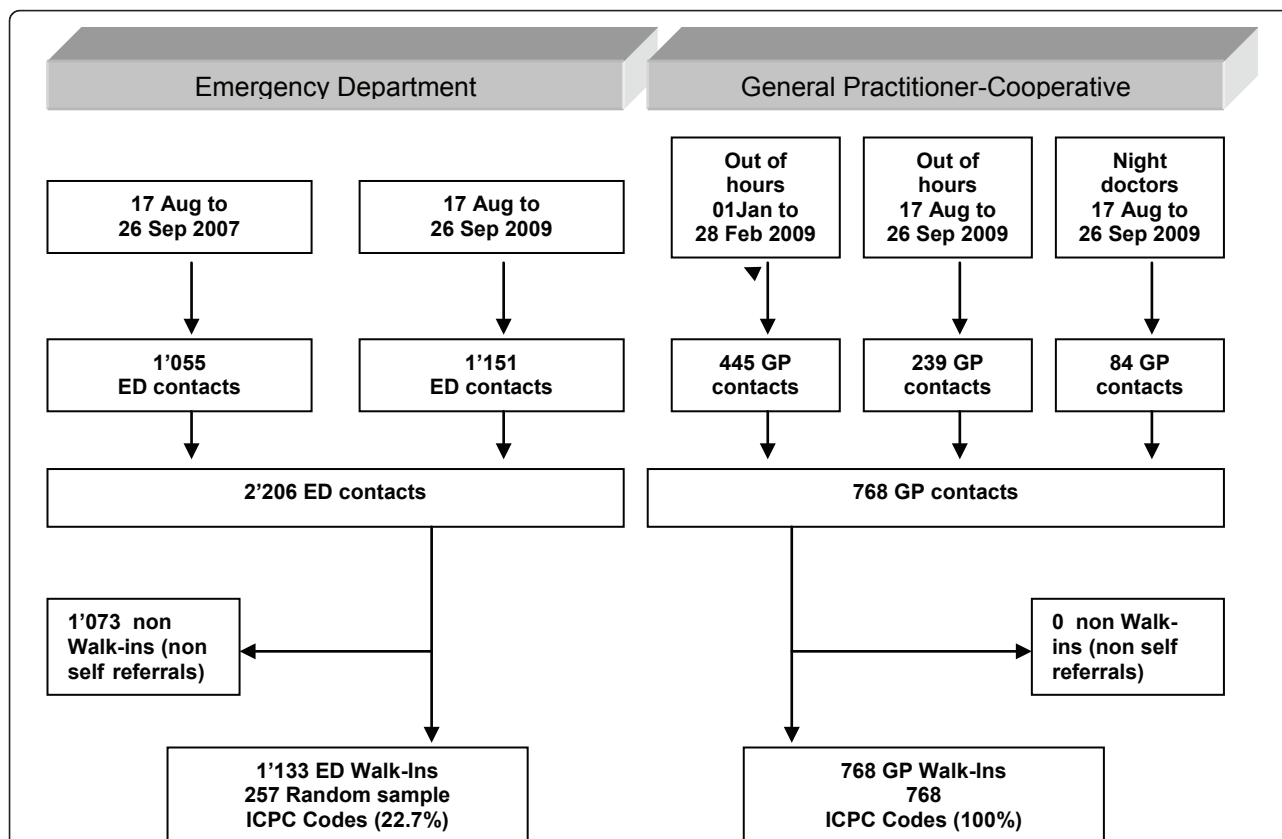 Emergency Department
General Practitioner-Cooperative
17 Aug to
26 Sep 2007
17 Aug to
26 Sep 2009
Out of
hours
01Jan to
28 Feb 2009
Out of
hours
17 Aug to
26 Sep 2009
Night
doctors
17 Aug to
26 Sep 2009
1’055
ED contacts
1’151
ED contacts
445 GP
contacts
239 GP
contacts
84 GP
contacts
2’206 ED contacts
768 GP contacts
1’073 non
Walk-ins (non
self referrals)
0 non Walk-
ins (non self
referrals)
1’133 ED Walk-Ins
257 Random sample
ICPC Codes (22.7%)
768 GP Walk-Ins
768
ICPC Codes (100%)